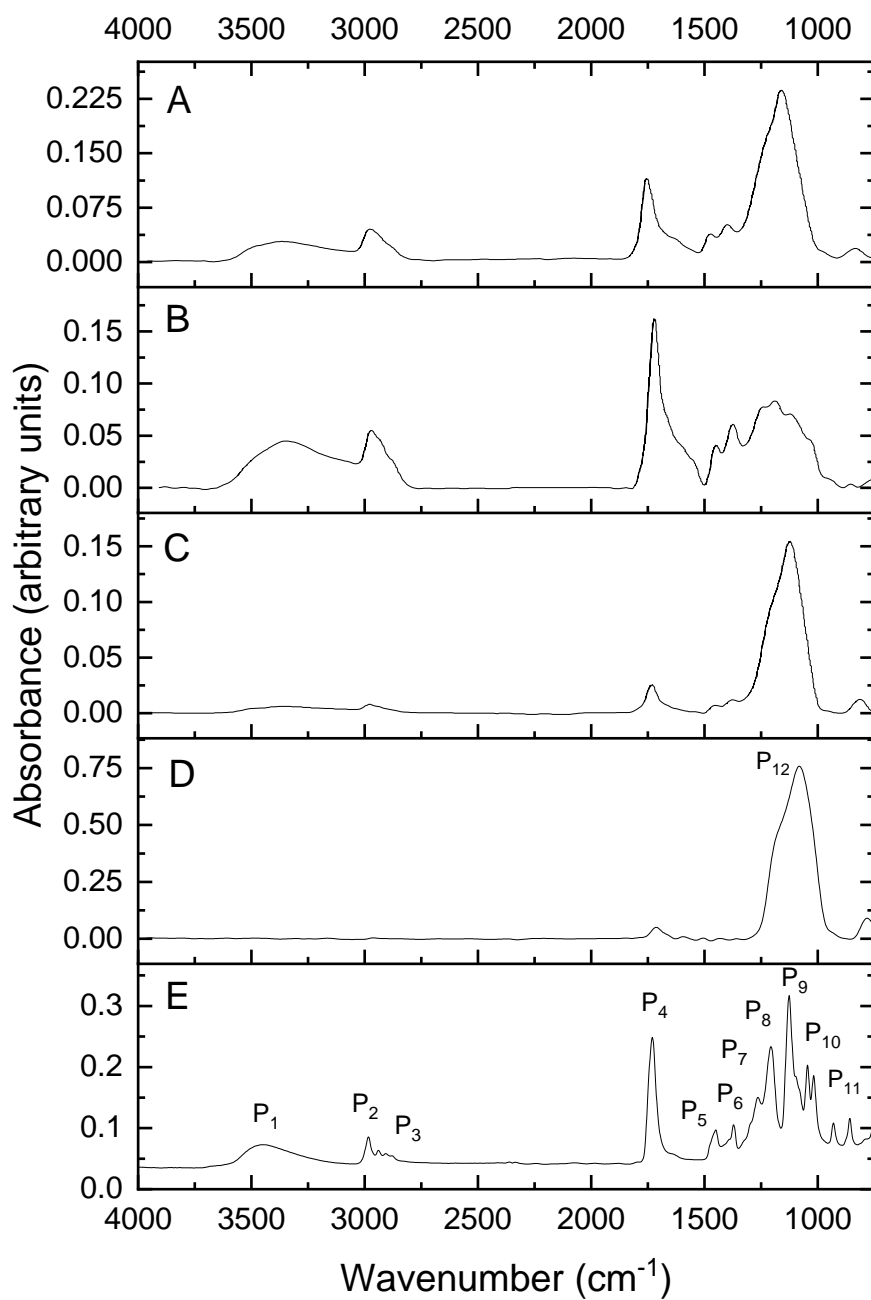 4000 3500 3000 2500 2000 1500 1000
A
0.225
0.150
0.075
0.000
B
0.15
0.10
0.05
0.00
C
0.15
0.10
0.05
0.00
D
P12
0.75
0.50
0.25
0.00
E
P9
0.3
P4
P8
P10
0.2
P7
P1
P2
P3
P5
P6
P11
0.1
0.0
4000 3500 3000 2500 2000 1500 1000
Absorbance (arbitrary units)
Wavenumber (cm-1)